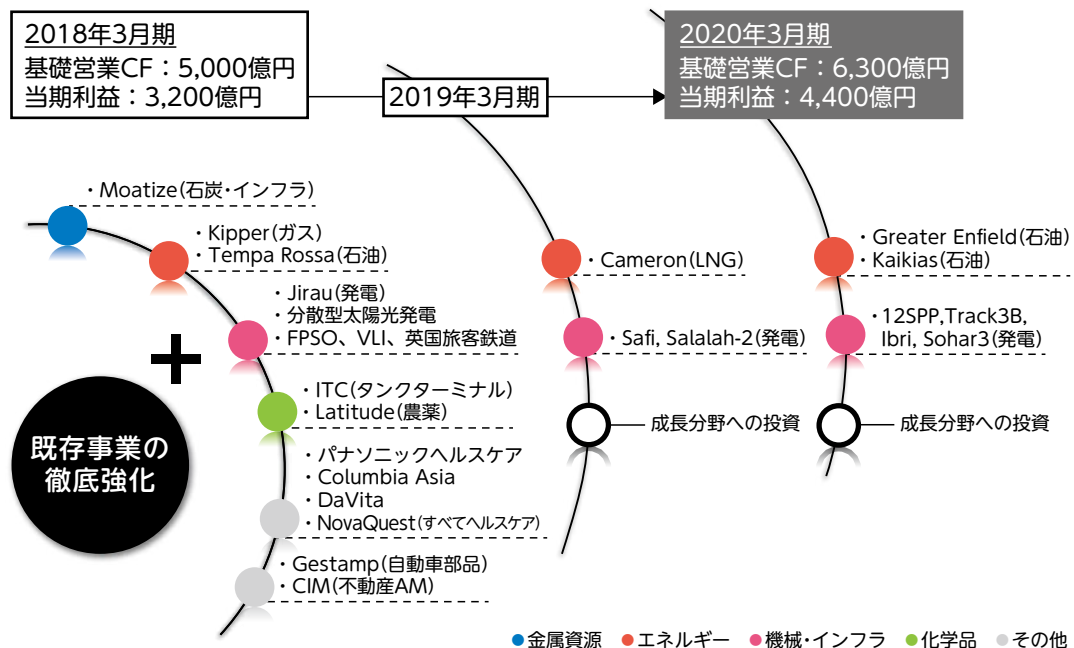 2018年3月期
基礎営業CF：5,000億円
当期利益：3,200億円
2019年3月期
2020年3月期
基礎営業CF：6,300億円
当期利益：4,400億円
・Moatize(石炭・インフラ)
・Kipper(ガス)
・Tempa Rossa(石油)
・Jirau(発電)
・分散型太陽光発電
・FPSO、VLI、英国旅客鉄道
・ITC(タンクターミナル)
・Latitude(農薬)
・パナソニックヘルスケア
・Columbia Asia
・DaVita
・NovaQuest(すべてヘルスケア)
・Gestamp(自動車部品)
・CIM(不動産AM)
＋
既存事業の
徹底強化
・Cameron(LNG)
・Safi, Salalah-2(発電)
成長分野への投資
・Greater Enfield(石油)
・Kaikias(石油)
・12SPP,Track3B,
Ibri, Sohar3(発電)
成長分野への投資
●金属資源 ●エネルギー ●機械・インフラ ●化学品 ●その他